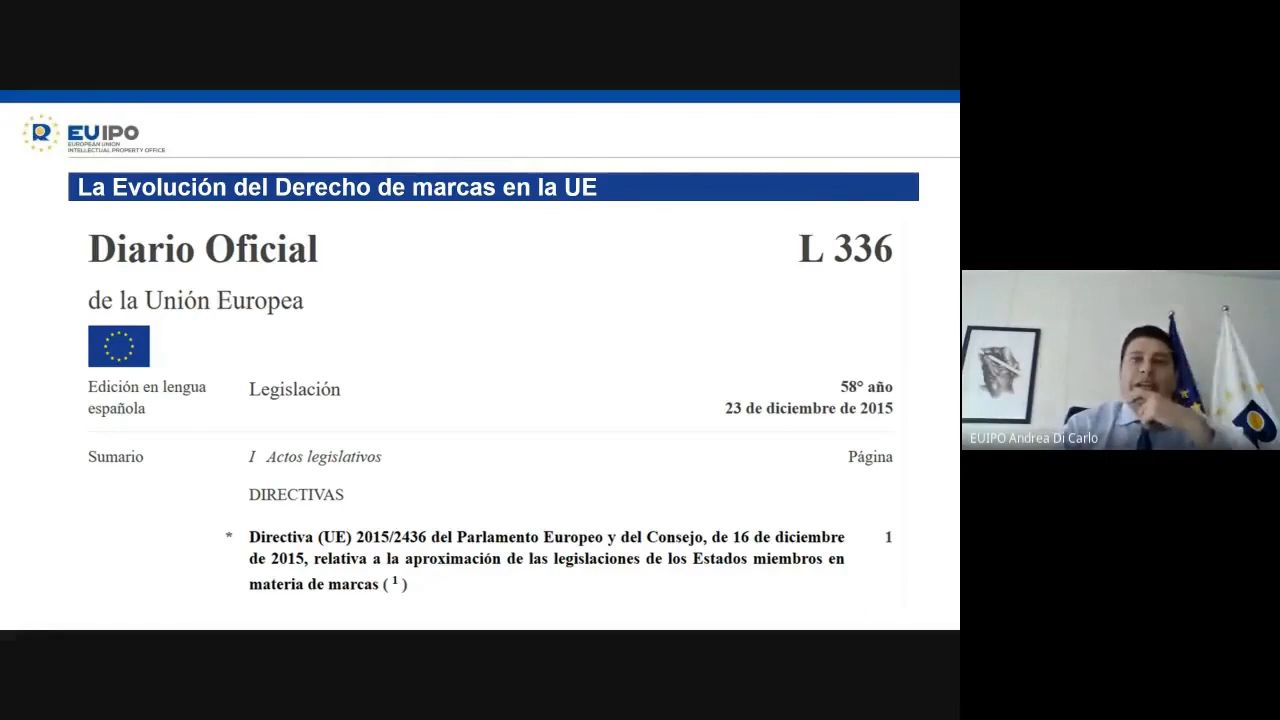 EUIPO
EUROPEAN UNION
INTELLECTUAL PROPERTY OFFICE
La Evolución del Derecho de marcas en la UE
Diario Oficial L 336
de la Unión Europea
Edición en lengua española Legislación 58° año
23 de diciembre de 2015
Sumario I Actos legislativos Página
DIRECTIVAS
* Directiva (UE) 2015/2436 del Parlamento Europeo y del Consejo, de 16 de diciembre 1
de 2015, relativa a la aproximación de las legislaciones de los Estados miembros en
materia de marcas ( 1 )
EUIPO Andrea Di Carlo